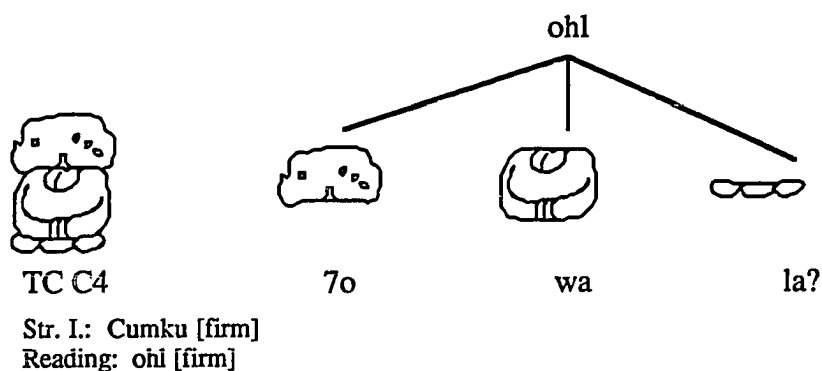 ohl
TC C4 7o wa la?
Str. I.: Cumku [firm]
Reading: ohl [firm]